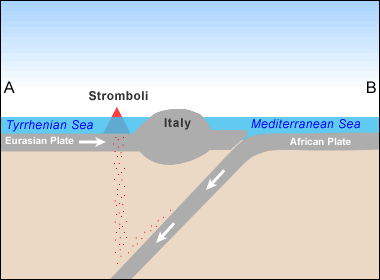 A
B
Stromboli
Italy
Tyrrhenian Sea
Mediterranean Sea
Eurasian Plate
African Plate